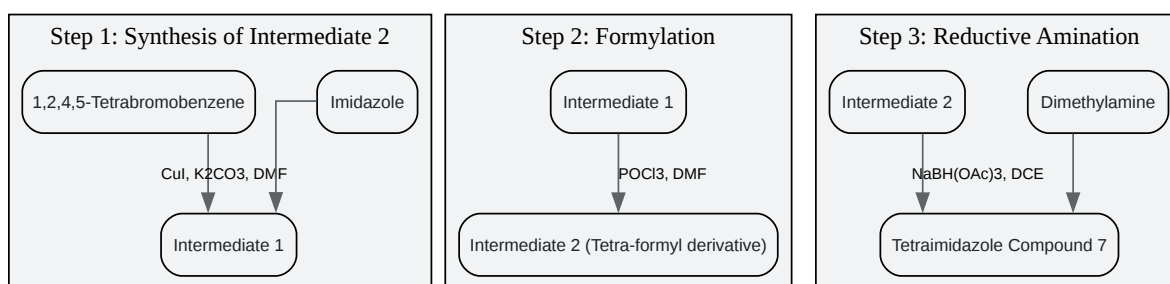 Step 1: Synthesis of Intermediate 2
1,2,4,5-Tetrabromobenzene
Imidazole
CuI, K2CO3, DMF
Intermediate 1
Step 2: Formylation
Intermediate 1
POCl3, DMF
Intermediate 2 (Tetra-formyl derivative)
Step 3: Reductive Amination
Intermediate 2
Dimethylamine
NaBH(OAc)3, DCE
Tetraimidazole Compound 7